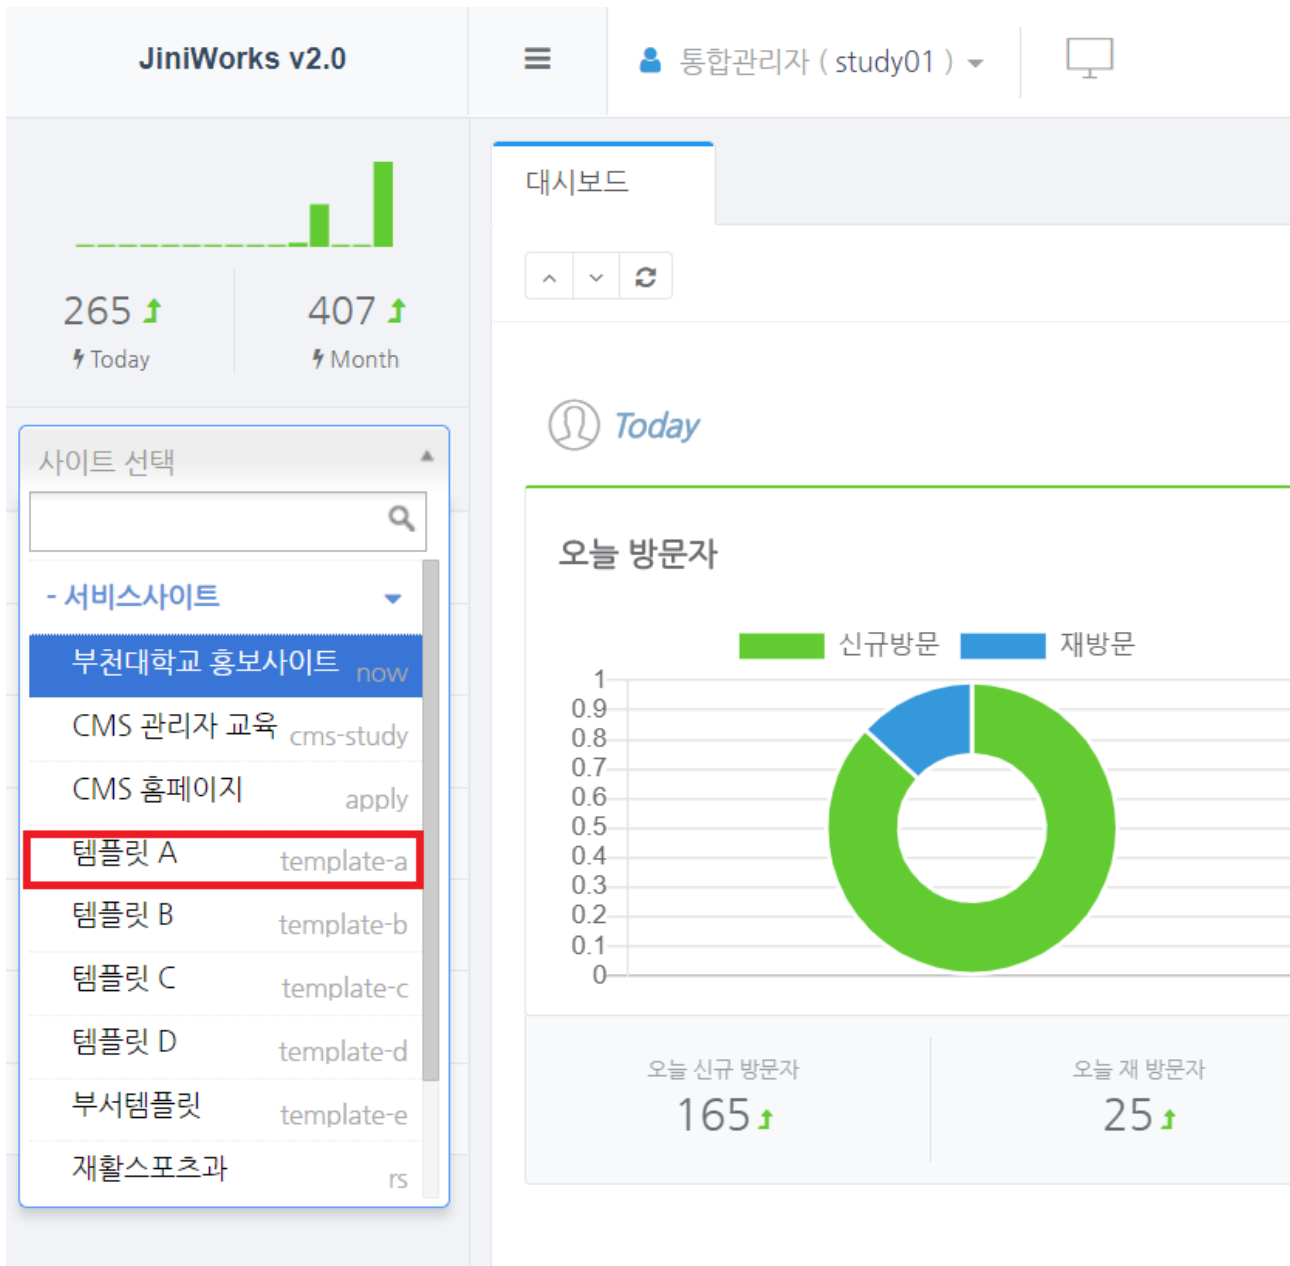 JiniWorks v2.0
통합관리자 ( study01 )
265
407
Today
Month
사이트 선택
- 서비스사이트
부천대학교 홍보사이트 now
CMS 관리자 교육 cms-study
CMS 홈페이지 apply
템플릿 A template-a
템플릿 B template-b
템플릿 C template-c
템플릿 D template-d
부서템플릿 template-e
재활스포츠과 rs
대시보드
Today
오늘 방문자
신규방문 재방문
1
0.9
0.8
0.7
0.6
0.5
0.4
0.3
0.2
0.1
0
오늘 신규 방문자
165
오늘 재 방문자
25